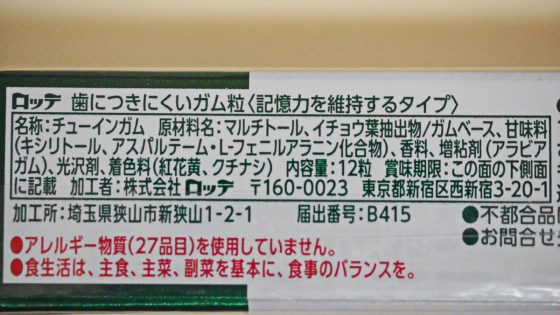 ロッテ 歯につきにくいガム粒〈記憶力を維持するタイプ〉
名称:チューインガム 原材料名:マルチトール、イチョウ葉抽出物/ガムベース、甘味料
(キシリトール、アスパルテーム・L-フェニルアラニン化合物)、香料、増粘剤(アラビア
ガム)、光沢剤、着色料(紅花黄、クチナシ) 内容量:12粒 賞味期限:この面の下側面
に記載 加工者:株式会社 ロッテ 〒160-0023 東京都新宿区西新宿3-20-1
加工所:埼玉県狭山市新狭山1-2-1 届出番号:B415 ●不都合品
●お問合せ
●アレルギー物質(27品目)を使用していません。
●食生活は、主食、主菜、副菜を基本に、食事のバランスを。